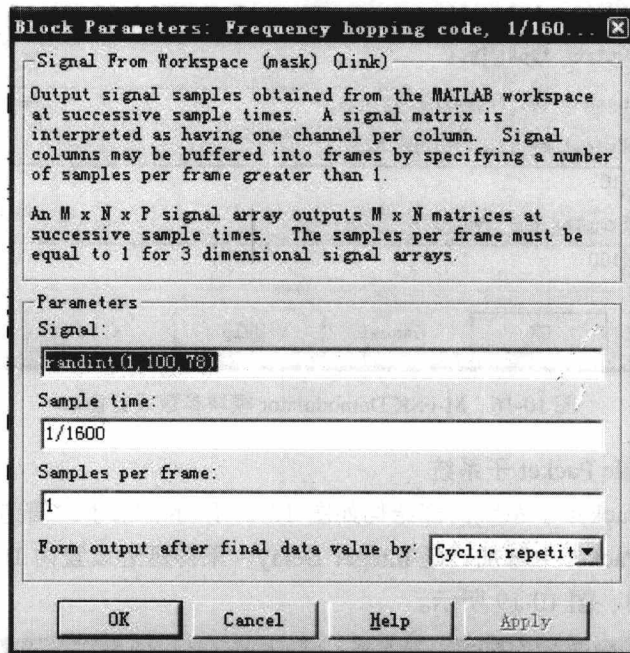 Block Parameters: Frequency hopping code, 1/160...
Signal From Workspace (mask) (link)
Output signal samples obtained from the MATLAB workspace
at successive sample times. A signal matrix is
interpreted as having one channel per column. Signal
columns may be buffered into frames by specifying a number
of samples per frame greater than 1.
An M x N x P signal array outputs M x N matrices at
successive sample times. The samples per frame must be
equal to 1 for 3 dimensional signal arrays.
Parameters
Signal:
randint(1,100,78)
Sample time:
1/1600
Samples per frame:
1
Form output after final data value by: Cyclic repetit
OK Cancel Help Apply